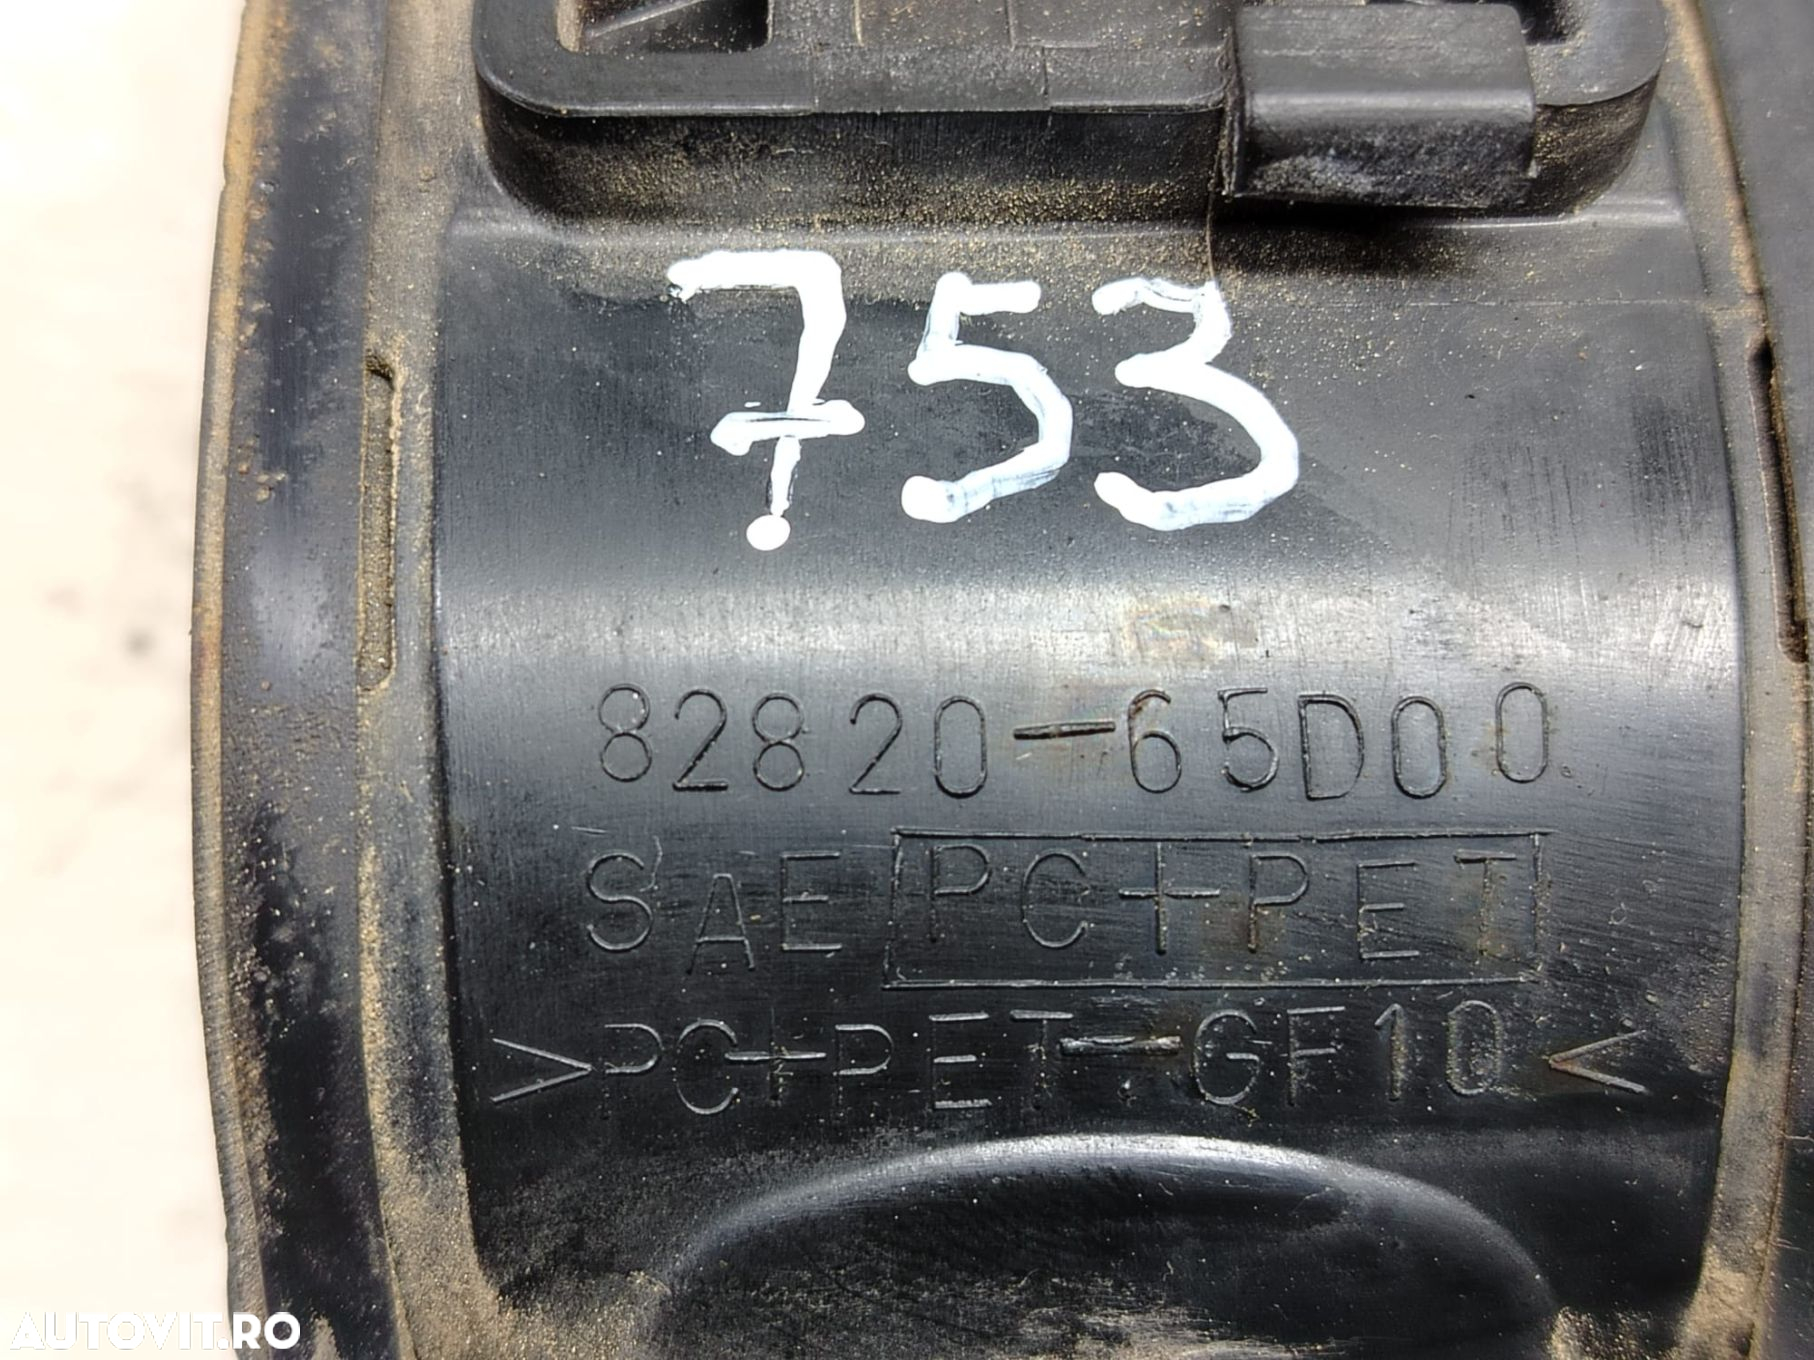 753
82820-65D00
SAE PC+PET
>PC+PET-GF10<
AUTOVIT.RO